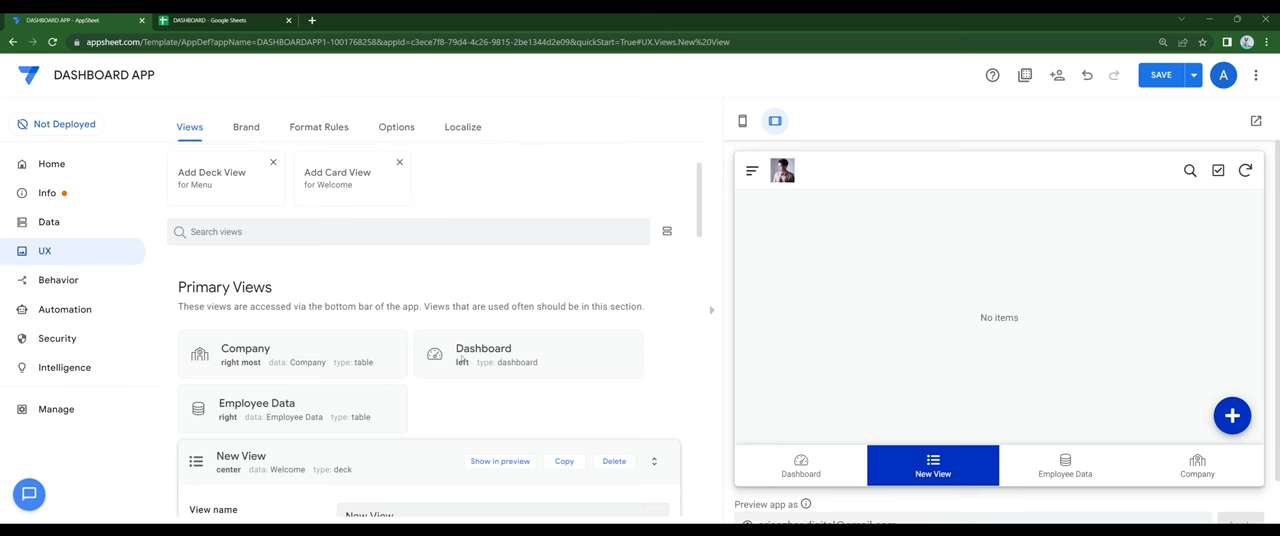 DASHBOARD APP - AppSheet
DASHBOARD - Google Sheets
appsheet.com/Template/AppDef?appName=DASHBOARDAPP1-1001768258&appId=c3ece7f8-79d4-4c26-9815-2be1344d2e09&quickStart=True#UX.Views.New%20View
DASHBOARD APP
SAVE
A
Not Deployed
Views
Brand
Format Rules
Options
Localize
Home
Info
Data
UX
Behavior
Automation
Security
Intelligence
Manage
Add Deck View
for Menu
Add Card View
for Welcome
Search views
Primary Views
These views are accessed via the bottom bar of the app. Views that are used often should be in this section.
Company
right most data: Company type: table
Dashboard
left type: dashboard
Employee Data
right data: Employee Data type: table
New View
center data: Welcome type: deck
Show in preview
Copy
Delete
View name
New View
No items
Dashboard
New View
Employee Data
Company
Preview app as